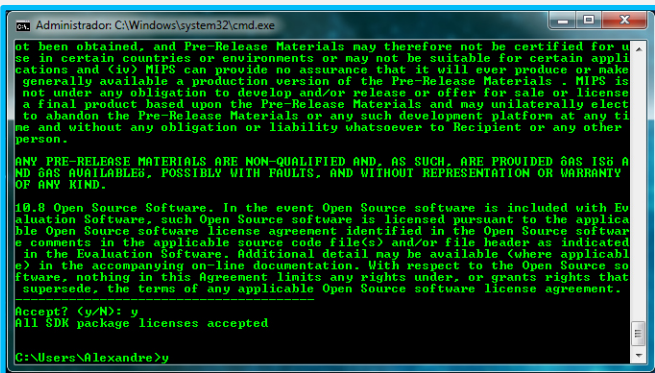 Administrador: C:\Windows\system32\cmd.exe
ot been obtained, and Pre-Release Materials may therefore not be certified for u
se in certain countries or environments or may not be suitable for certain appli
cations and (iv) MIPS can provide no assurance that it will ever produce or make
 generally available a production version of the Pre-Release Materials . MIPS is
 not under any obligation to develop and/or release or offer for sale or license
 a final product based upon the Pre-Release Materials and may unilaterally elect
 to abandon the Pre-Release Materials or any such development platform at any ti
me and without any obligation or liability whatsoever to Recipient or any other
person.
ANY PRE-RELEASE MATERIALS ARE NON-QUALIFIED AND, AS SUCH, ARE PROVIDED ôAS ISö A
ND ôAS AVAILABLEö, POSSIBLY WITH FAULTS, AND WITHOUT REPRESENTATION OR WARRANTY
OF ANY KIND.
10.8 Open Source Software. In the event Open Source software is included with Ev
aluation Software, such Open Source software is licensed pursuant to the applica
ble Open Source software license agreement identified in the Open Source softwar
e comments in the applicable source code file(s) and/or file header as indicated
 in the Evaluation Software. Additional detail may be available (where applicabl
e) in the accompanying on-line documentation. With respect to the Open Source so
ftware, nothing in this Agreement limits any rights under, or grants rights that
 supersede, the terms of any applicable Open Source software license agreement.
---------------------------------------
Accept? (y/N): y
All SDK package licenses accepted
C:\Users\Alexandre>y